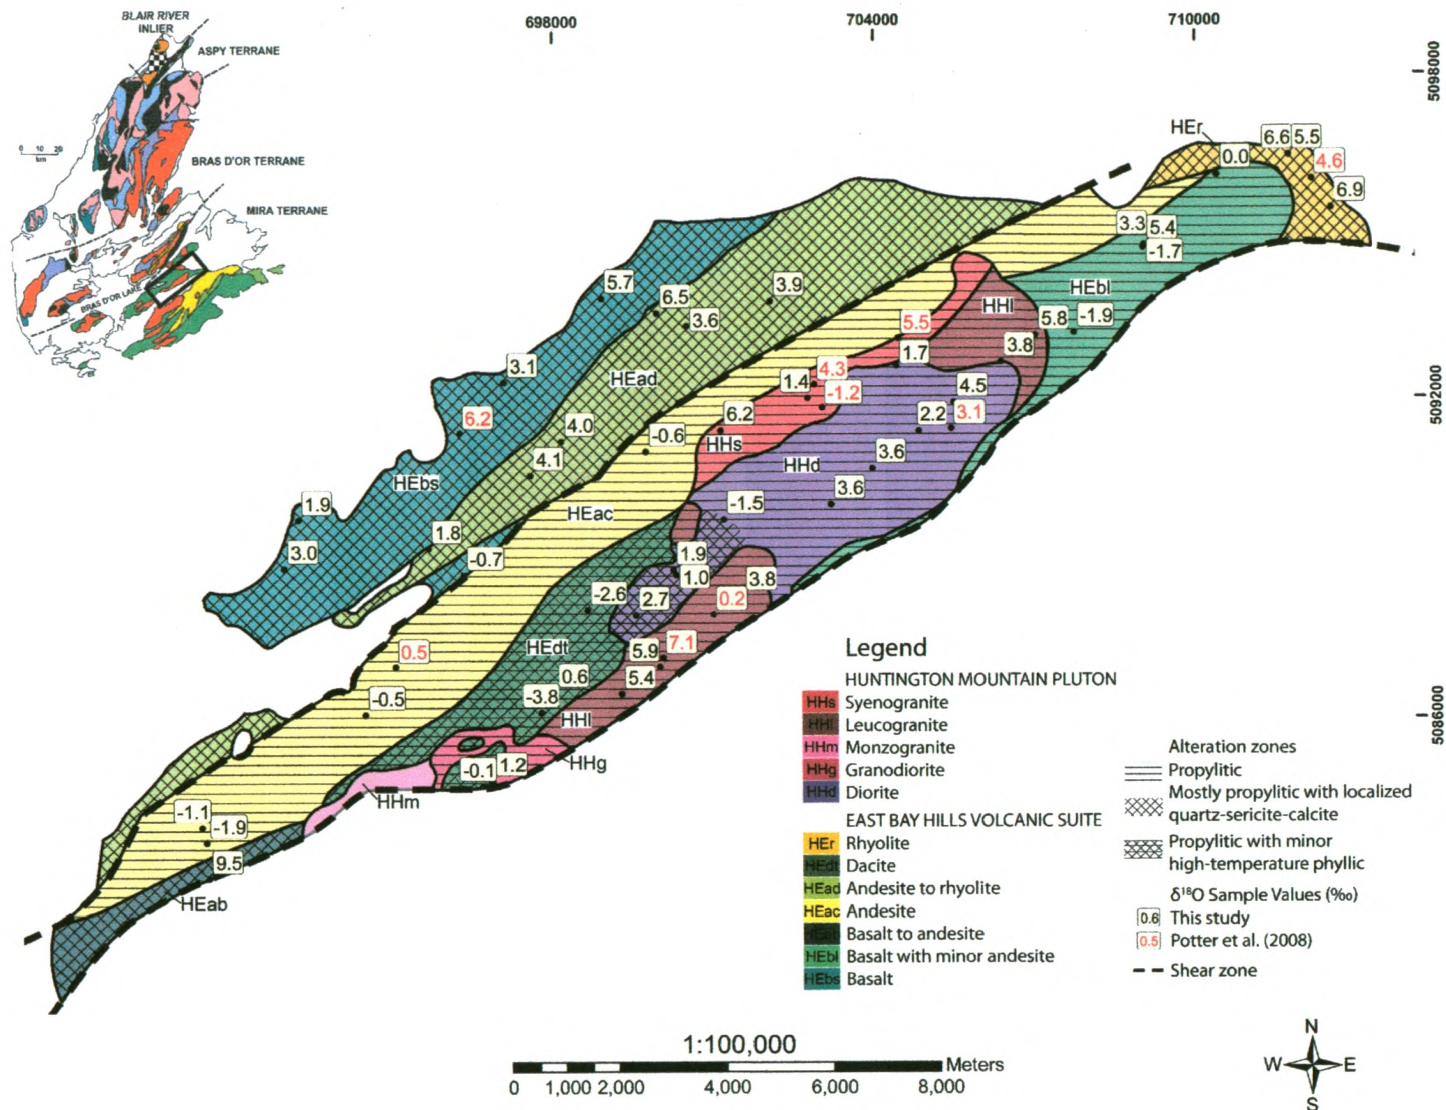 BLAIR RIVER
INLIER
ASPY TERRANE
0 10 20
km
BRAS D'OR TERRANE
MIRA TERRANE
BRAS D'OR LAKE
698000
704000
710000
5098000
5092000
5086000
HEr
6.6 5.5
4.6
0.0
6.9
3.3 5.4
-1.7
5.7
6.5
3.9
3.6
HEbl
HHl
5.8 -1.9
5.5
3.8
1.7
3.1
HEad
4.3
1.4
-1.2
4.5
6.2
6.2
2.2 3.1
4.0
-0.6
HHs
3.6
4.1
HHd
HEbs
3.6
1.9
-1.5
HEac
1.8
-0.7
3.0
1.9
1.0
3.8
-2.6
2.7
0.2
HEdt
5.9 7.1
0.5
0.6
5.4
-0.5
-3.8
HHl
-0.1 1.2
HHg
HHm
-1.1
-1.9
9.5
HEab
Legend
HUNTINGTON MOUNTAIN PLUTON
HHs Syenogranite
HHl Leucogranite
HHm Monzogranite
HHg Granodiorite
HHd Diorite
EAST BAY HILLS VOLCANIC SUITE
HEr Rhyolite
HEdt Dacite
HEad Andesite to rhyolite
HEac Andesite
HEab Basalt to andesite
HEbl Basalt with minor andesite
HEbs Basalt
Alteration zones
Propylitic
Mostly propylitic with localized
quartz-sericite-calcite
Propylitic with minor
high-temperature phyllic
δ¹⁸O Sample Values (‰)
0.6 This study
0.5 Potter et al. (2008)
Shear zone
1:100,000
Meters
0 1,000 2,000 4,000 6,000 8,000
N
W E
S